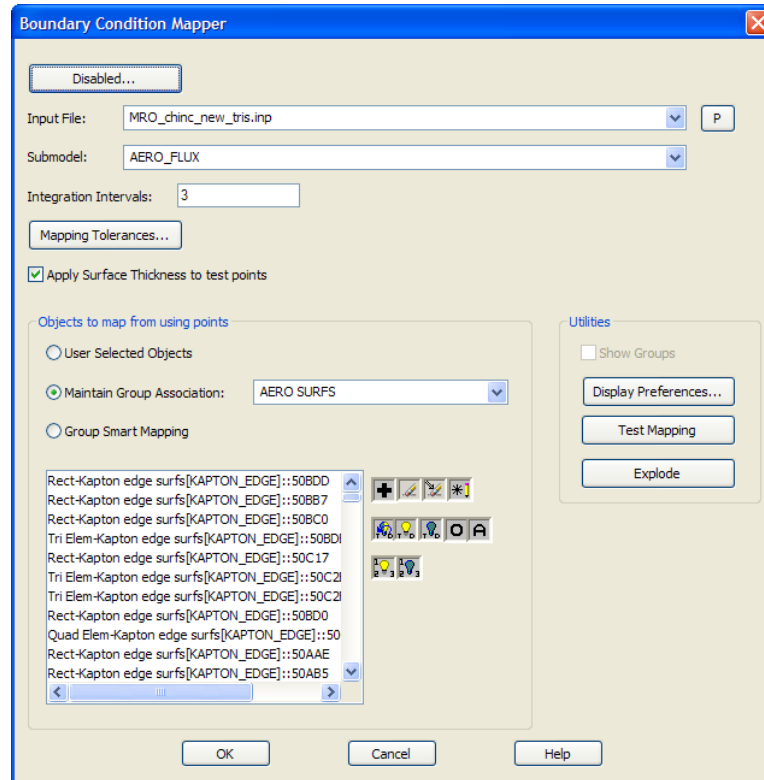 Boundary Condition Mapper
Disabled...
Input File: MRO_chinc_new_tris.inp P
Submodel: AERO_FLUX
Integration Intervals: 3
Mapping Tolerances...
Apply Surface Thickness to test points
Objects to map from using points
User Selected Objects
Maintain Group Association: AERO SURFS
Group Smart Mapping
Rect-Kapton edge surfs[KAPTON_EDGE]::50BDD
Rect-Kapton edge surfs[KAPTON_EDGE]::50BB7
Rect-Kapton edge surfs[KAPTON_EDGE]::50BC0
Tri Elem-Kapton edge surfs[KAPTON_EDGE]::50BD
Rect-Kapton edge surfs[KAPTON_EDGE]::50C17
Tri Elem-Kapton edge surfs[KAPTON_EDGE]::50C2
Tri Elem-Kapton edge surfs[KAPTON_EDGE]::50C2
Rect-Kapton edge surfs[KAPTON_EDGE]::50BD0
Quad Elem-Kapton edge surfs[KAPTON_EDGE]::50
Rect-Kapton edge surfs[KAPTON_EDGE]::50AAE
Rect-Kapton edge surfs[KAPTON_EDGE]::50AB5
O A
Utilities
Show Groups
Display Preferences...
Test Mapping
Explode
OK Cancel Help